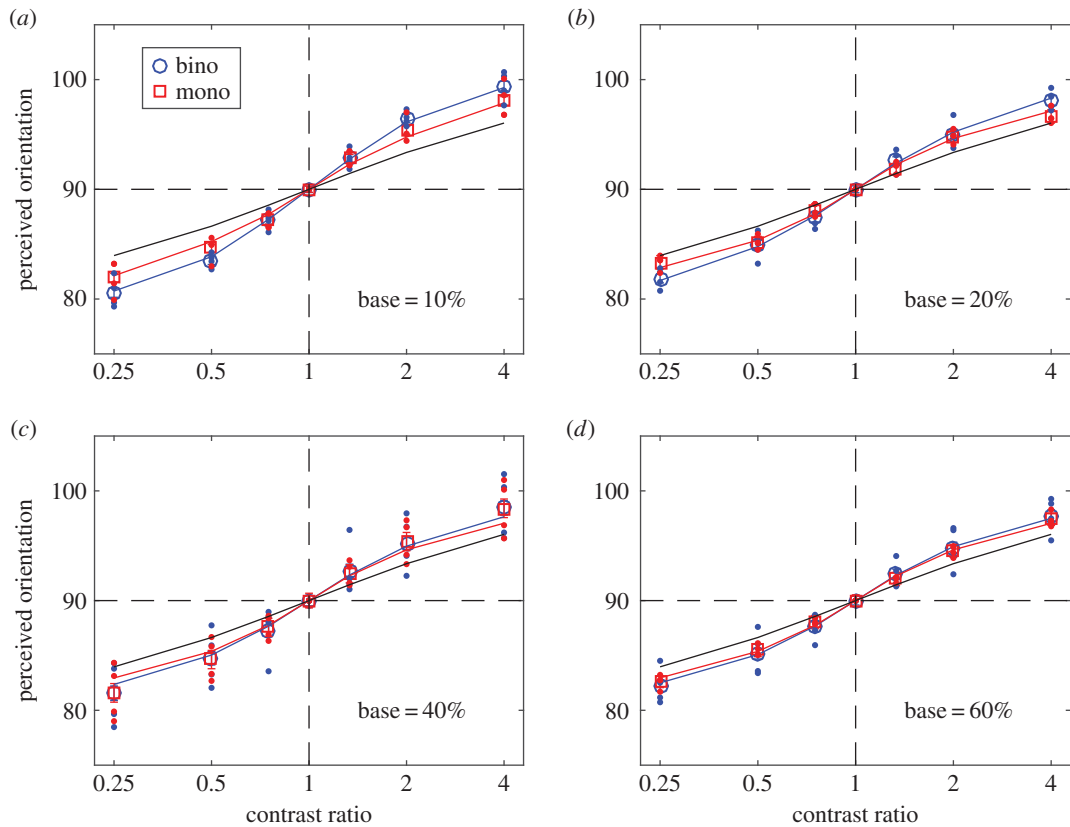 (a)
perceived orientation
100
90
80
bino
mono
base = 10%
0.25 0.5 1 2 4
(b)
100
90
80
base = 20%
0.25 0.5 1 2 4
(c)
perceived orientation
100
90
80
base = 40%
0.25 0.5 1 2 4
contrast ratio
(d)
100
90
80
base = 60%
0.25 0.5 1 2 4
contrast ratio